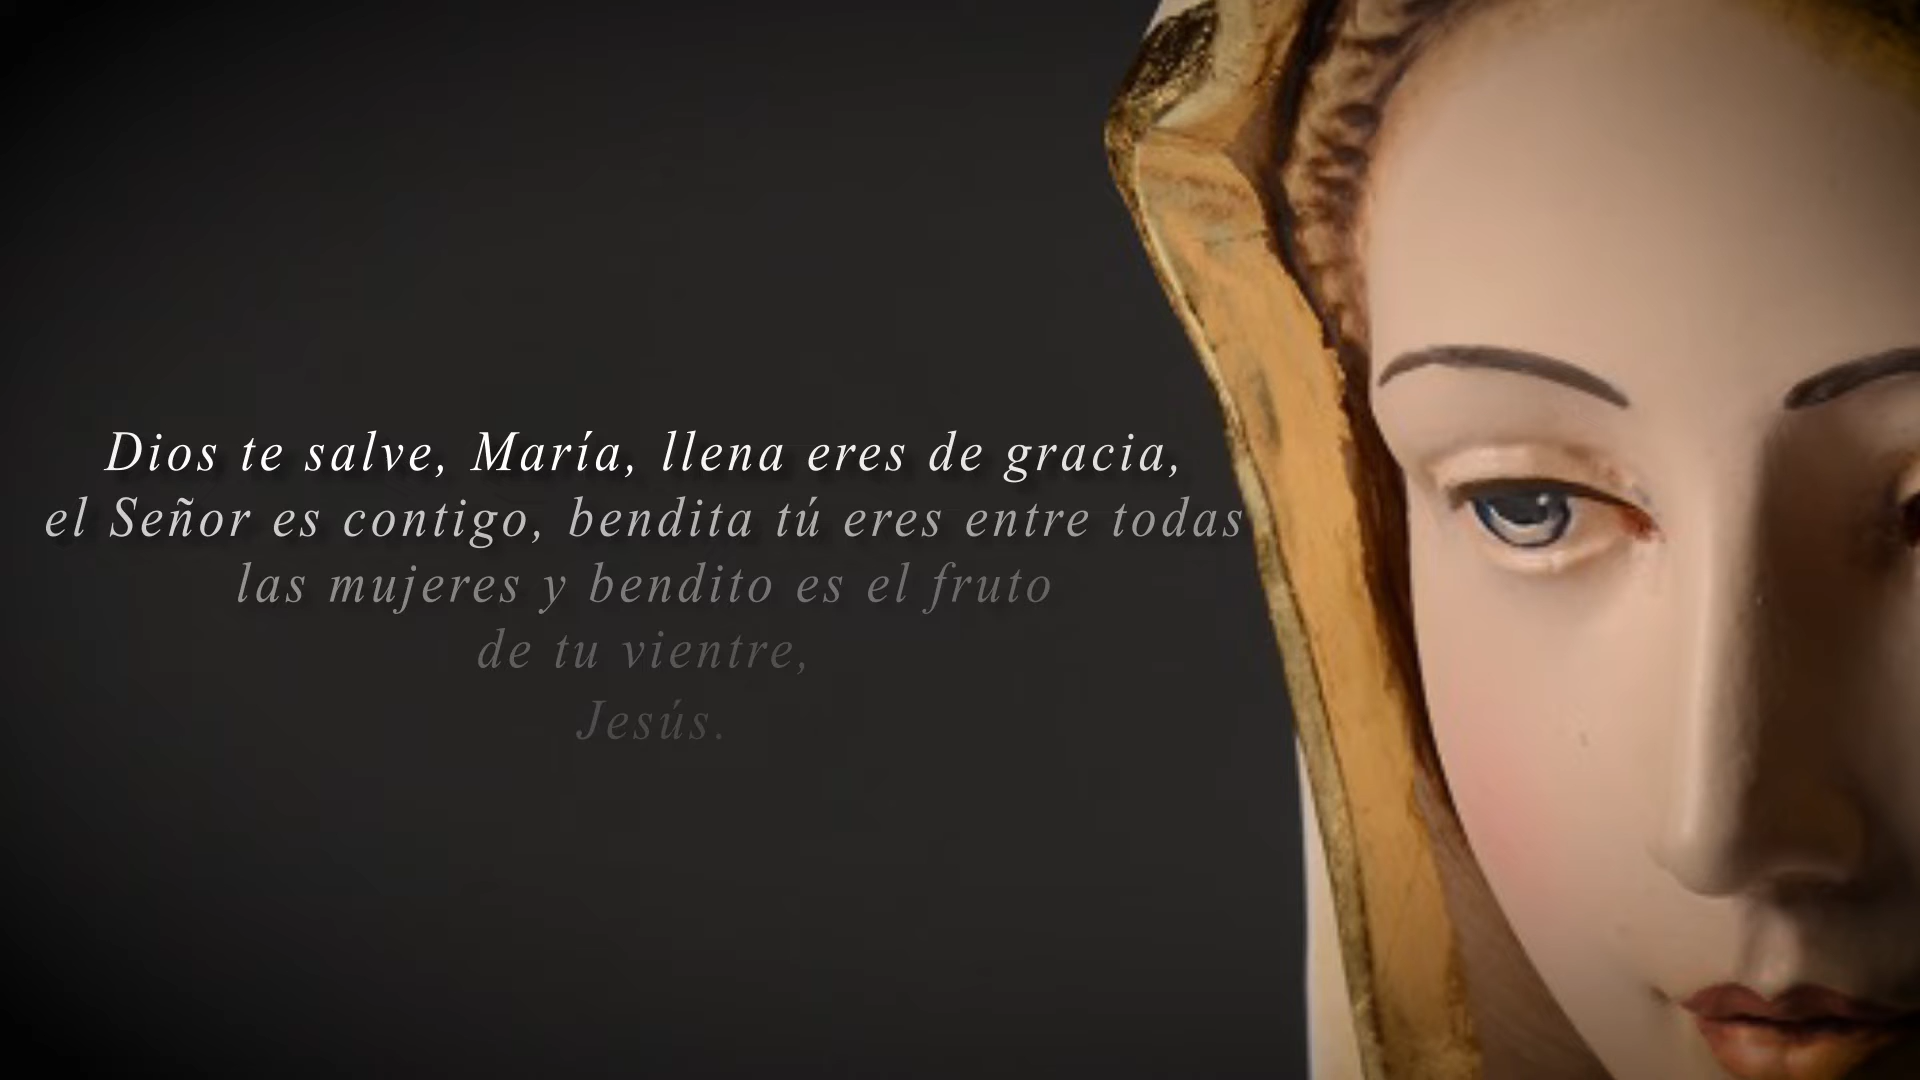 Dios te salve, María, llena eres de gracia,
el Señor es contigo, bendita tú eres entre todas
las mujeres y bendito es el fruto
de tu vientre,
Jesús.